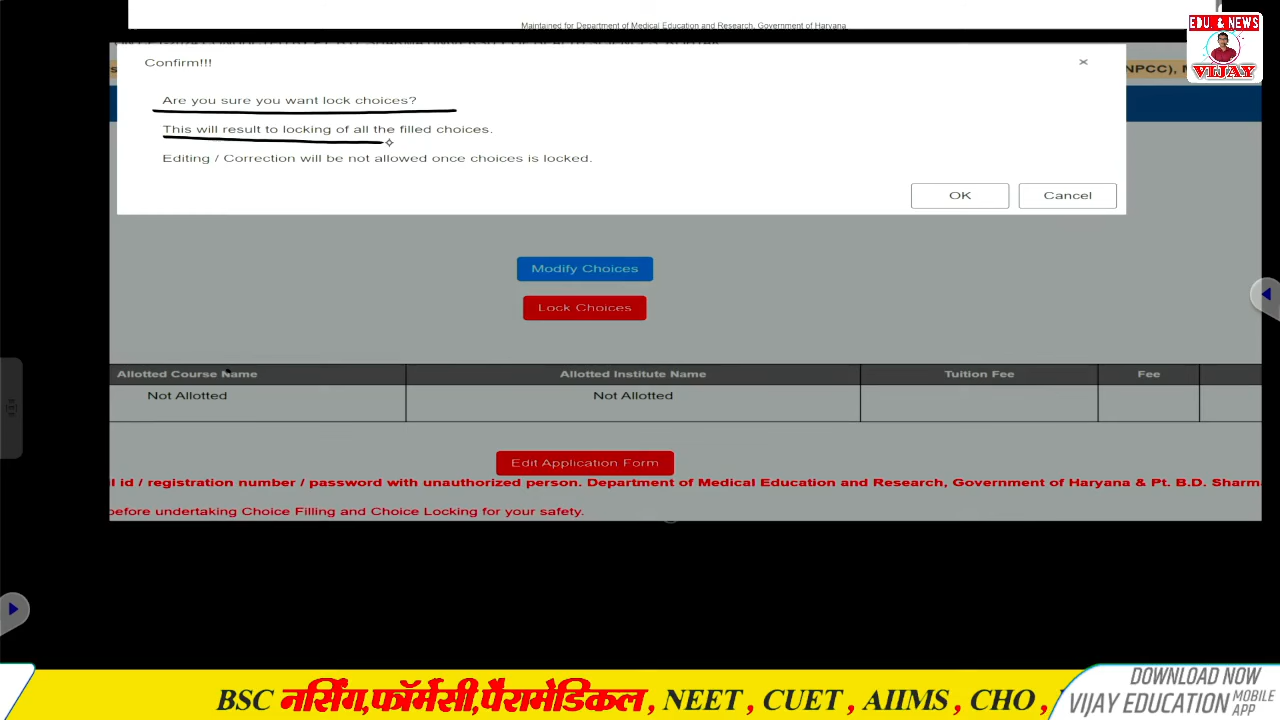 Maintained for Department of Medical Education and Research, Government of Haryana
EDU. & NEWS
VIJAY
Confirm!!!
×
NPCC), M
Are you sure you want lock choices?
This will result to locking of all the filled choices.
Editing / Correction will be not allowed once choices is locked.
OK
Cancel
Modify Choices
Lock Choices
Allotted Course Name
Allotted Institute Name
Tuition Fee
Fee
Not Allotted
Not Allotted
Edit Application Form
il id / registration number / password with unauthorized person. Department of Medical Education and Research, Government of Haryana & Pt. B.D. Sharma
before undertaking Choice Filling and Choice Locking for your safety.
BSC नर्सिंग,फॉर्मेसी,पैरामेडिकल , NEET , CUET , AIIMS , CHO ,
DOWNLOAD NOW
VIJAY EDUCATION MOBILE APP